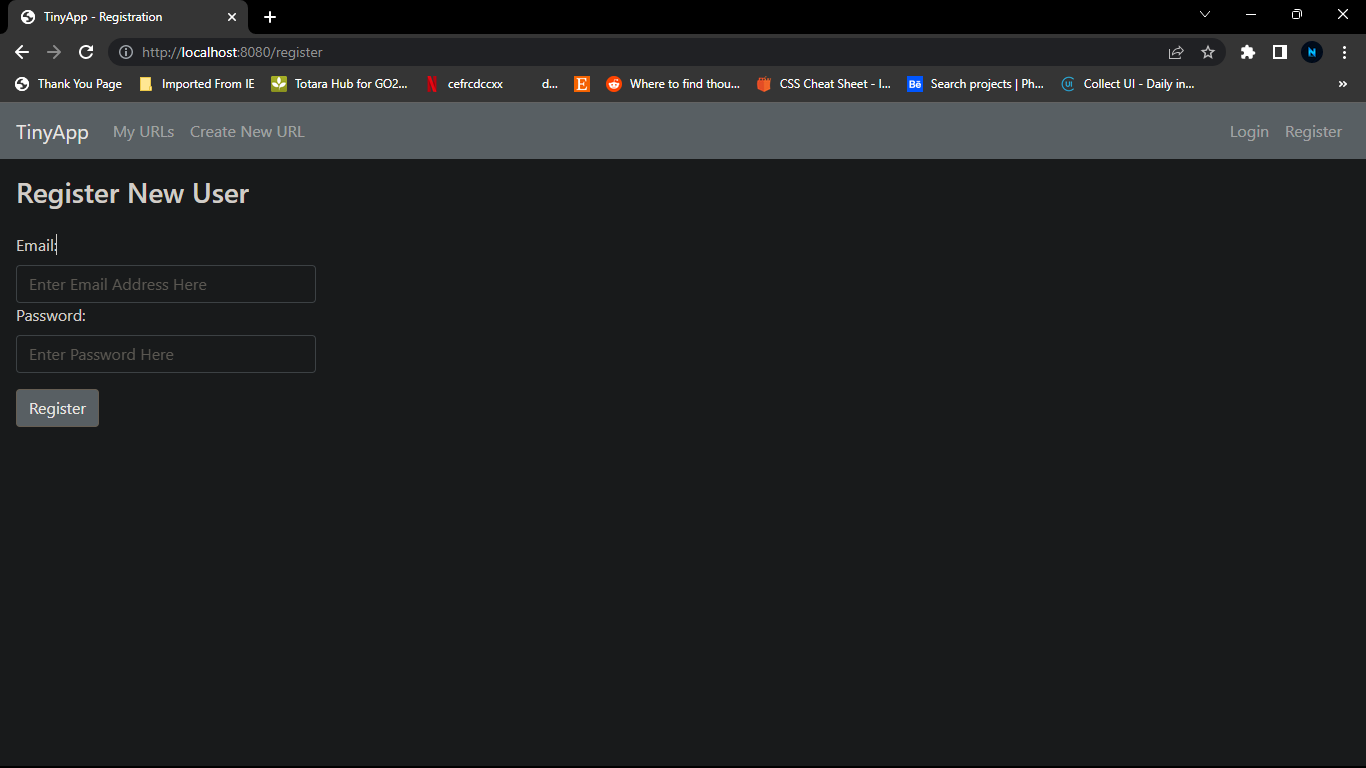 TinyApp - Registration
http://localhost:8080/register
N
Thank You Page Imported From IE Totara Hub for GO2... N cefrcdccxx d... E Where to find thou... CSS Cheat Sheet - I... Bē Search projects | Ph... UI Collect UI - Daily in... »
TinyApp My URLs Create New URL Login Register
Register New User
Email:
Enter Email Address Here
Password:
Enter Password Here
Register